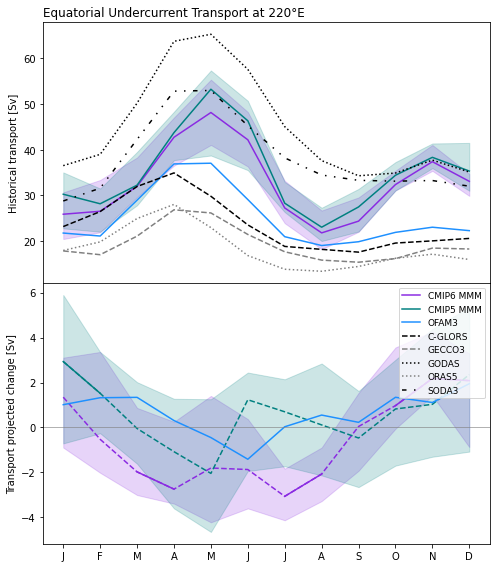 Equatorial Undercurrent Transport at 220°E
Historical transport [Sv]
60
50
40
30
20
Transport projected change [Sv]
6
4
2
0
−2
−4
CMIP6 MMM
CMIP5 MMM
OFAM3
C-GLORS
GECCO3
GODAS
ORAS5
SODA3
J F M A M J J A S O N D